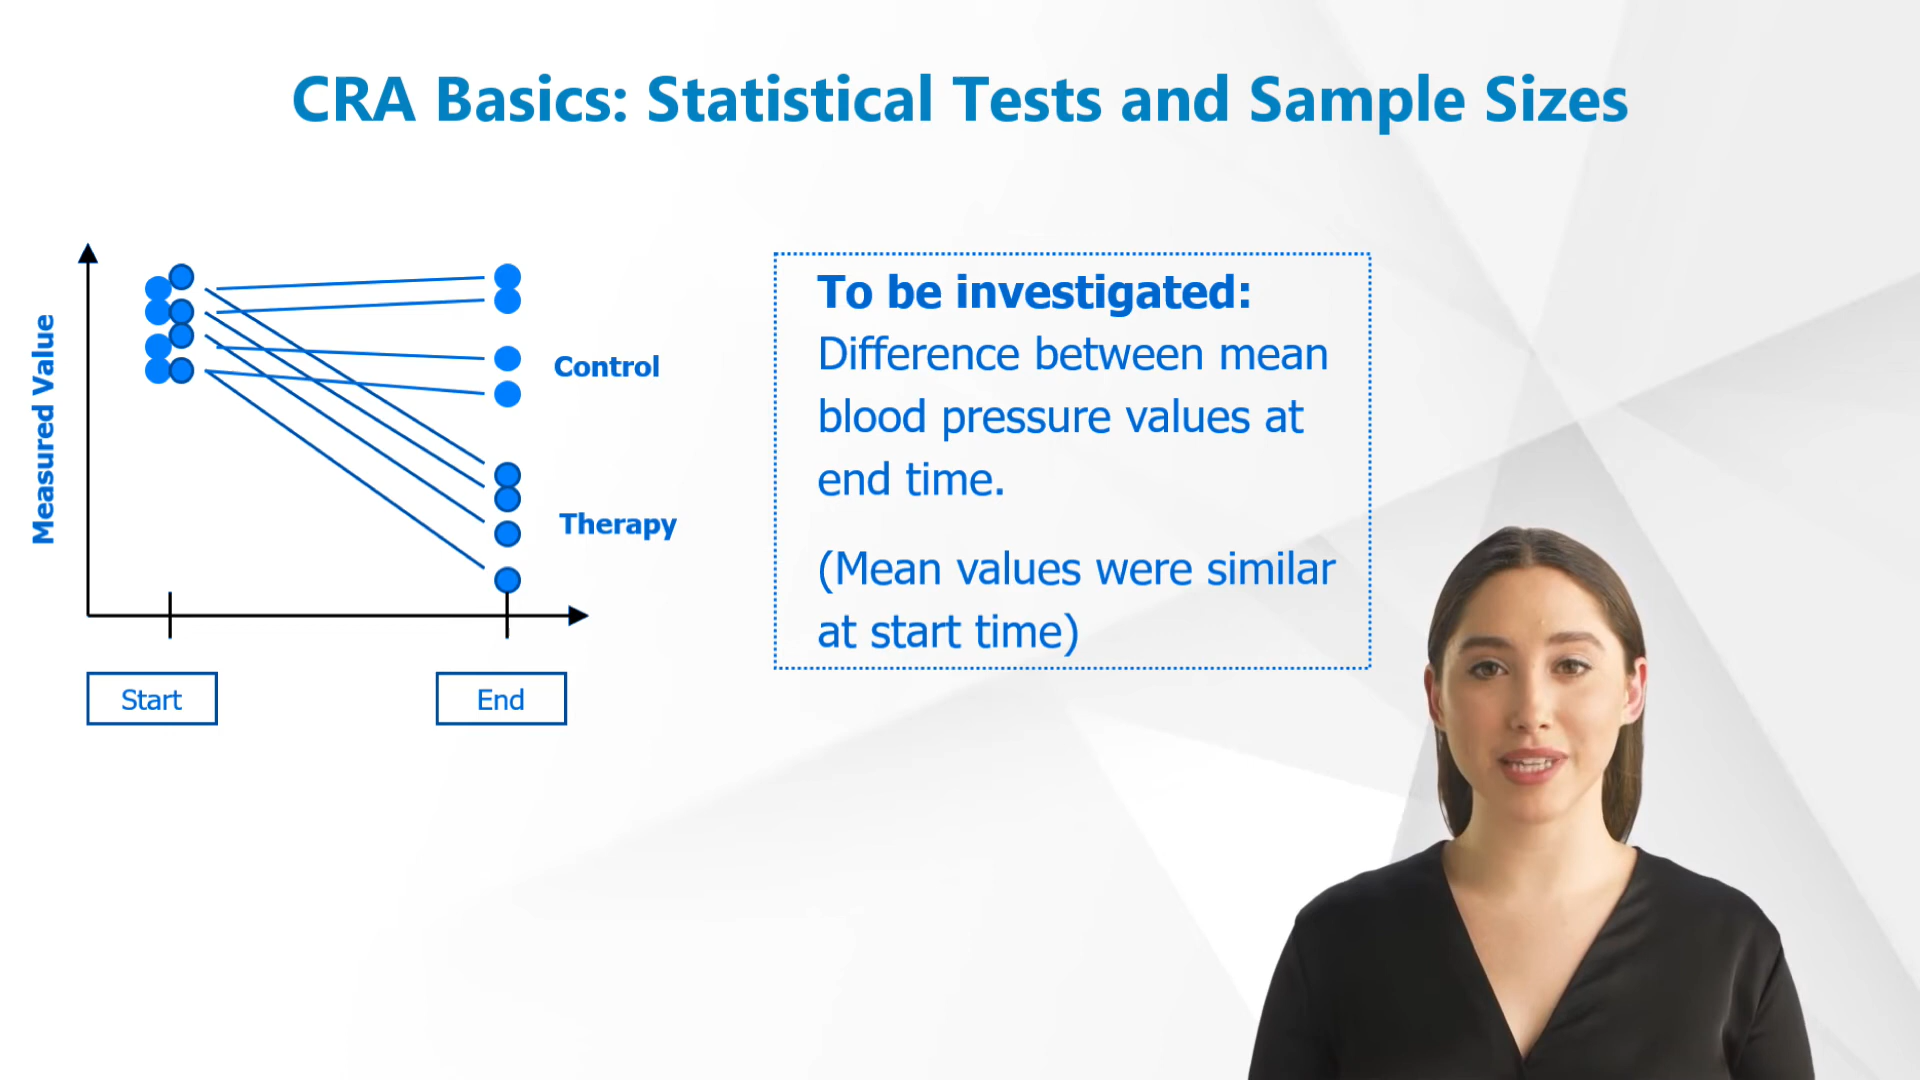 CRA Basics: Statistical Tests and Sample Sizes
Measured Value
Control
Therapy
Start
End
To be investigated:
Difference between mean
blood pressure values at
end time.
(Mean values were similar
at start time)